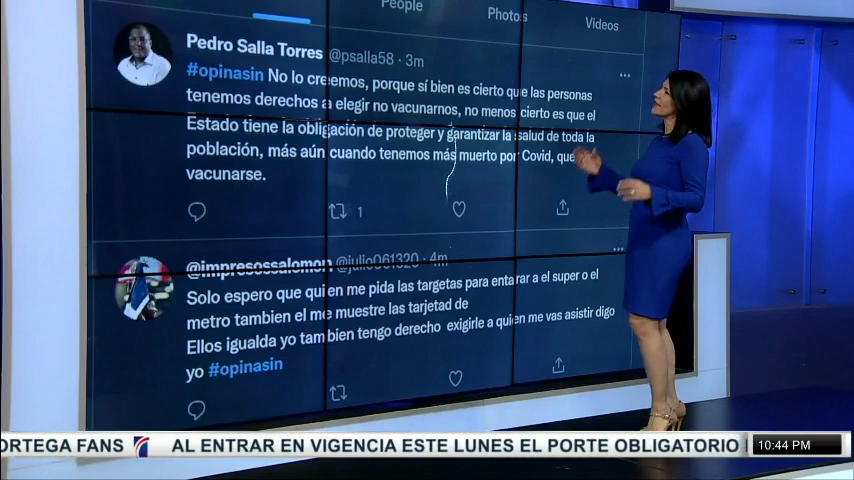 People
Photos
Videos
Pedro Salla Torres @psalla58 · 3m
#opinasin No lo creemos, porque sí bien es cierto que las personas
tenemos derechos a elegir no vacunarnos, no menos cierto es que el
Estado tiene la obligación de proteger y garantizar la salud de toda la
población, más aún cuando tenemos más muerto por Covid, que
vacunarse.
1
@impresossalomon @julio061320 · 4m
Solo espero que quien me pida las targetas para entarar a el super o el
metro tambien el me muestre las tarjetad de
Ellos igualda yo tambien tengo derecho exigirle a quien me vas asistir digo
yo #opinasin
ORTEGA FANS AL ENTRAR EN VIGENCIA ESTE LUNES EL PORTE OBLIGATORIO
10:44 PM